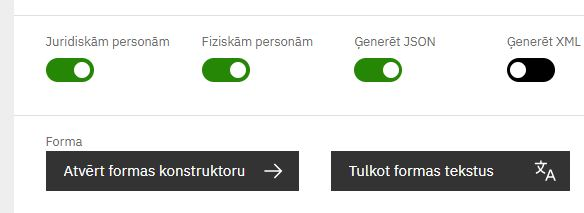 Juridiskām personām Fiziskām personām Ģenerēt JSON Ģenerēt XML
Forma
Atvērt formas konstruktoru Tulkot formas tekstus